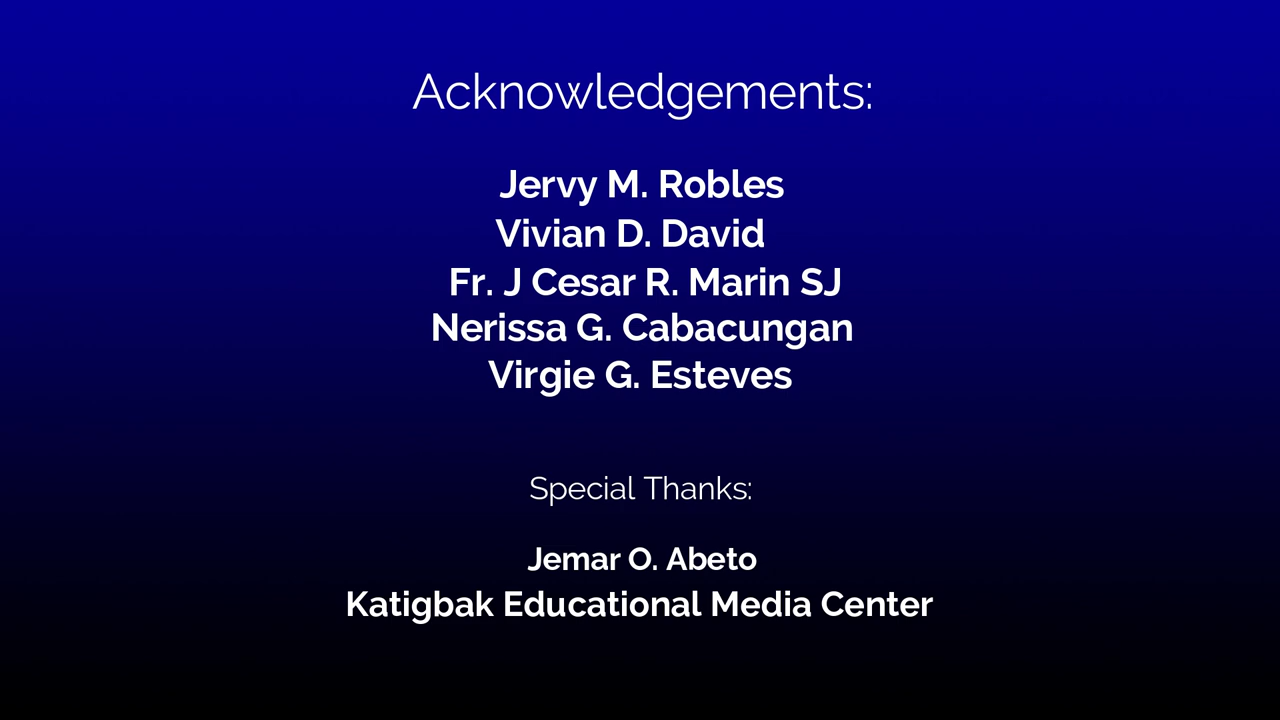 Acknowledgements:
Jervy M. Robles
Vivian D. David
Fr. J Cesar R. Marin SJ
Nerissa G. Cabacungan
Virgie G. Esteves
Special Thanks:
Jemar O. Abeto
Katigbak Educational Media Center